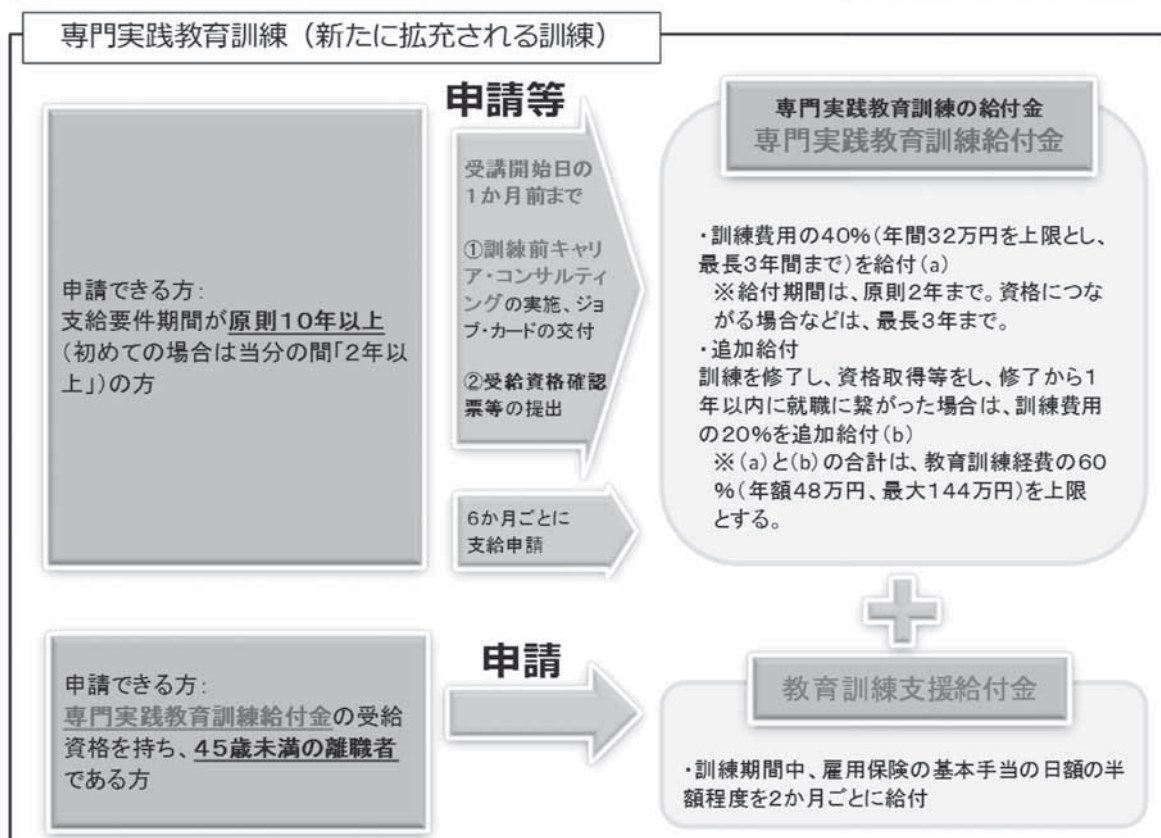 専門実践教育訓練（新たに拡充される訓練）
申請できる方：
支給要件期間が原則10年以上
（初めての場合は当分の間「2年以
上」）の方
申請等
受講開始日の
1か月前まで
①訓練前キャリ
ア・コンサルティ
ングの実施、ジョ
ブ・カードの交付
②受給資格確認
票等の提出
6か月ごとに
支給申請
専門実践教育訓練の給付金
専門実践教育訓練給付金
・訓練費用の40％（年間32万円を上限とし、
最長3年間まで）を給付（a）
※給付期間は、原則2年まで。資格につな
がる場合などは、最長3年まで。
・追加給付
訓練を修了し、資格取得等をし、修了から1
年以内に就職に繋がった場合は、訓練費用
の20％を追加給付（b）
※（a）と（b）の合計は、教育訓練経費の60
％（年額48万円、最大144万円）を上限
とする。
申請できる方：
専門実践教育訓練給付金の受給
資格を持ち、45歳未満の離職者
である方
申請
教育訓練支援給付金
・訓練期間中、雇用保険の基本手当の日額の半
額程度を2か月ごとに給付